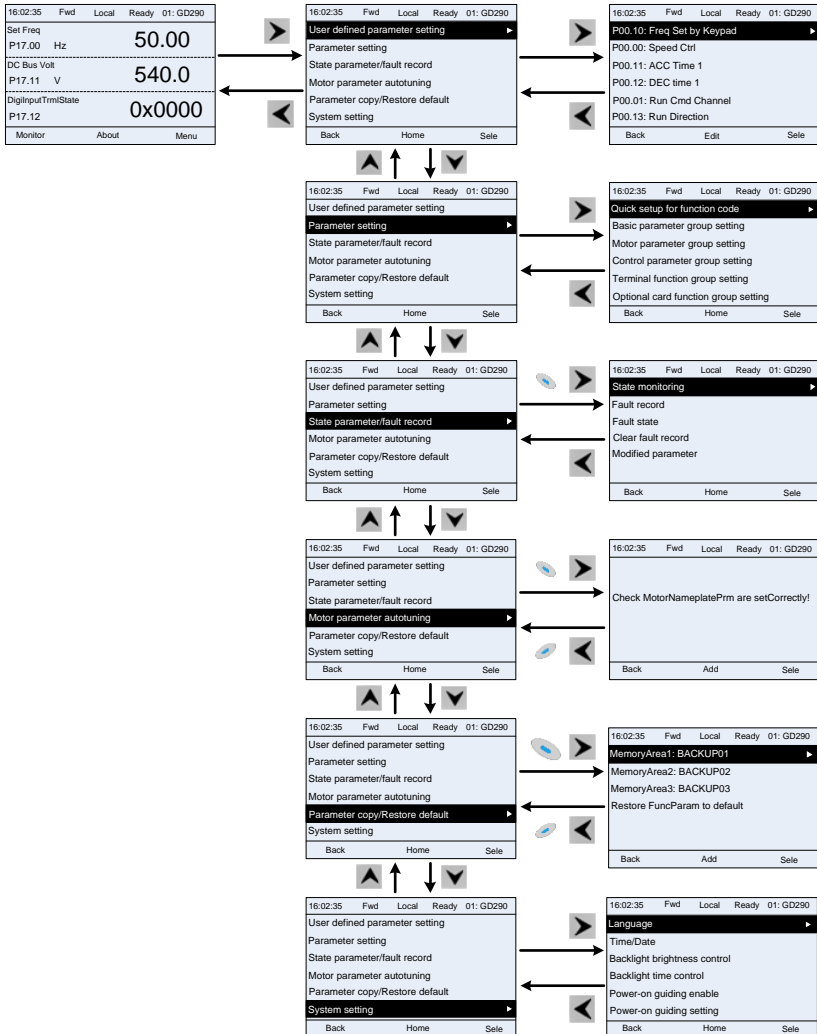 16:02:35 Fwd Local Ready 01: GD290
Set Freq
P17.00 Hz 50.00
DC Bus Volt
P17.11 V 540.0
DigiInputTrmlState
P17.12 0x0000
Monitor About Menu
16:02:35 Fwd Local Ready 01: GD290
User defined parameter setting
Parameter setting
State parameter/fault record
Motor parameter autotuning
Parameter copy/Restore default
System setting
Back Home Sele
16:02:35 Fwd Local Ready 01: GD290
P00.10: Freq Set by Keypad
P00.00: Speed Ctrl
P00.11: ACC Time 1
P00.12: DEC time 1
P00.01: Run Cmd Channel
P00.13: Run Direction
Back Edit Sele
16:02:35 Fwd Local Ready 01: GD290
User defined parameter setting
Parameter setting
State parameter/fault record
Motor parameter autotuning
Parameter copy/Restore default
System setting
Back Home Sele
16:02:35 Fwd Local Ready 01: GD290
Quick setup for function code
Basic parameter group setting
Motor parameter group setting
Control parameter group setting
Terminal function group setting
Optional card function group setting
Back Home Sele
16:02:35 Fwd Local Ready 01: GD290
User defined parameter setting
Parameter setting
State parameter/fault record
Motor parameter autotuning
Parameter copy/Restore default
System setting
Back Home Sele
16:02:35 Fwd Local Ready 01: GD290
State monitoring
Fault record
Fault state
Clear fault record
Modified parameter
Back Home Sele
16:02:35 Fwd Local Ready 01: GD290
User defined parameter setting
Parameter setting
State parameter/fault record
Motor parameter autotuning
Parameter copy/Restore default
System setting
Back Home Sele
16:02:35 Fwd Local Ready 01: GD290
Check MotorNameplatePrm are setCorrectly!
Back Add Sele
16:02:35 Fwd Local Ready 01: GD290
User defined parameter setting
Parameter setting
State parameter/fault record
Motor parameter autotuning
Parameter copy/Restore default
System setting
Back Home Sele
16:02:35 Fwd Local Ready 01: GD290
MemoryArea1: BACKUP01
MemoryArea2: BACKUP02
MemoryArea3: BACKUP03
Restore FuncParam to default
Back Add Sele
16:02:35 Fwd Local Ready 01: GD290
User defined parameter setting
Parameter setting
State parameter/fault record
Motor parameter autotuning
Parameter copy/Restore default
System setting
Back Home Sele
16:02:35 Fwd Local Ready 01: GD290
Language
Time/Date
Backlight brightness control
Backlight time control
Power-on guiding enable
Power-on guiding setting
Back Home Sele